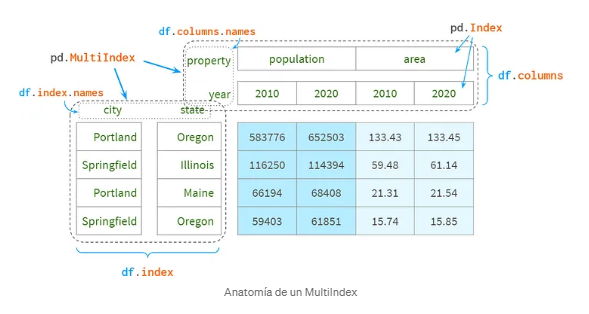 df.columns.names
pd.Index
pd.MultiIndex
property population area
df.columns
df.index.names
year 2010 2020 2010 2020
city state
Portland Oregon 583776 652503 133.43 133.45
Springfield Illinois 116250 114394 59.48 61.14
Portland Maine 66194 68408 21.31 21.54
Springfield Oregon 59403 61851 15.74 15.85
df.index
Anatomía de un MultiIndex